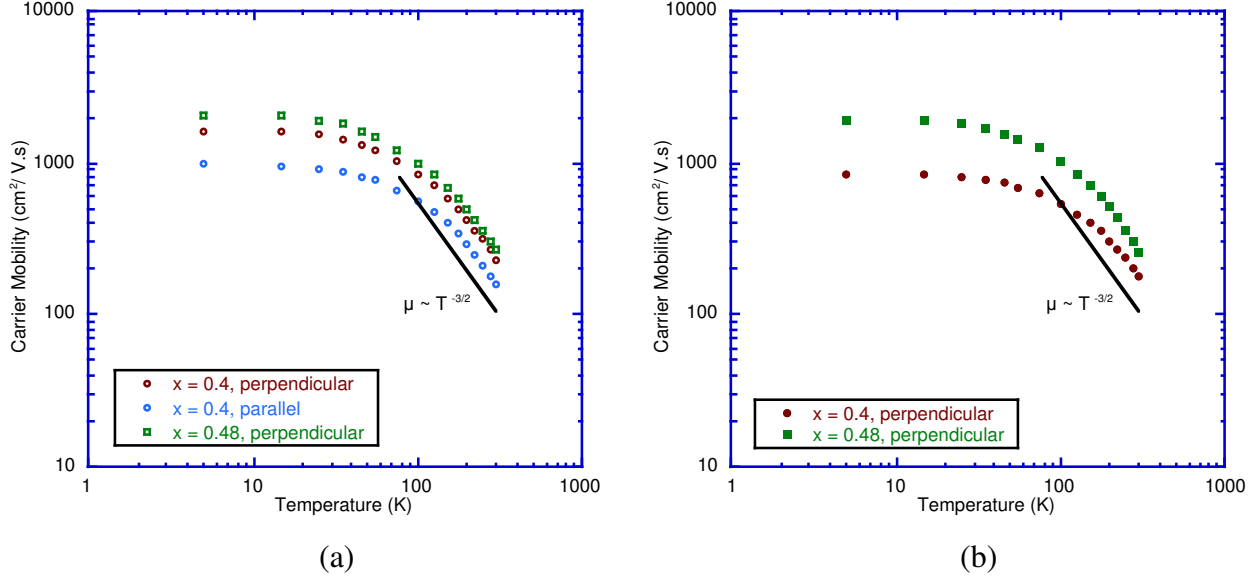 10000
1000
100
10
1
10
100
1000
Carrier Mobility (cm²/ V.s)
Temperature (K)
μ ~ T -3/2
x = 0.4, perpendicular
x = 0.4, parallel
x = 0.48, perpendicular
(a)
10000
1000
100
10
1
10
100
1000
Carrier Mobility (cm²/ V.s)
Temperature (K)
μ ~ T -3/2
x = 0.4, perpendicular
x = 0.48, perpendicular
(b)